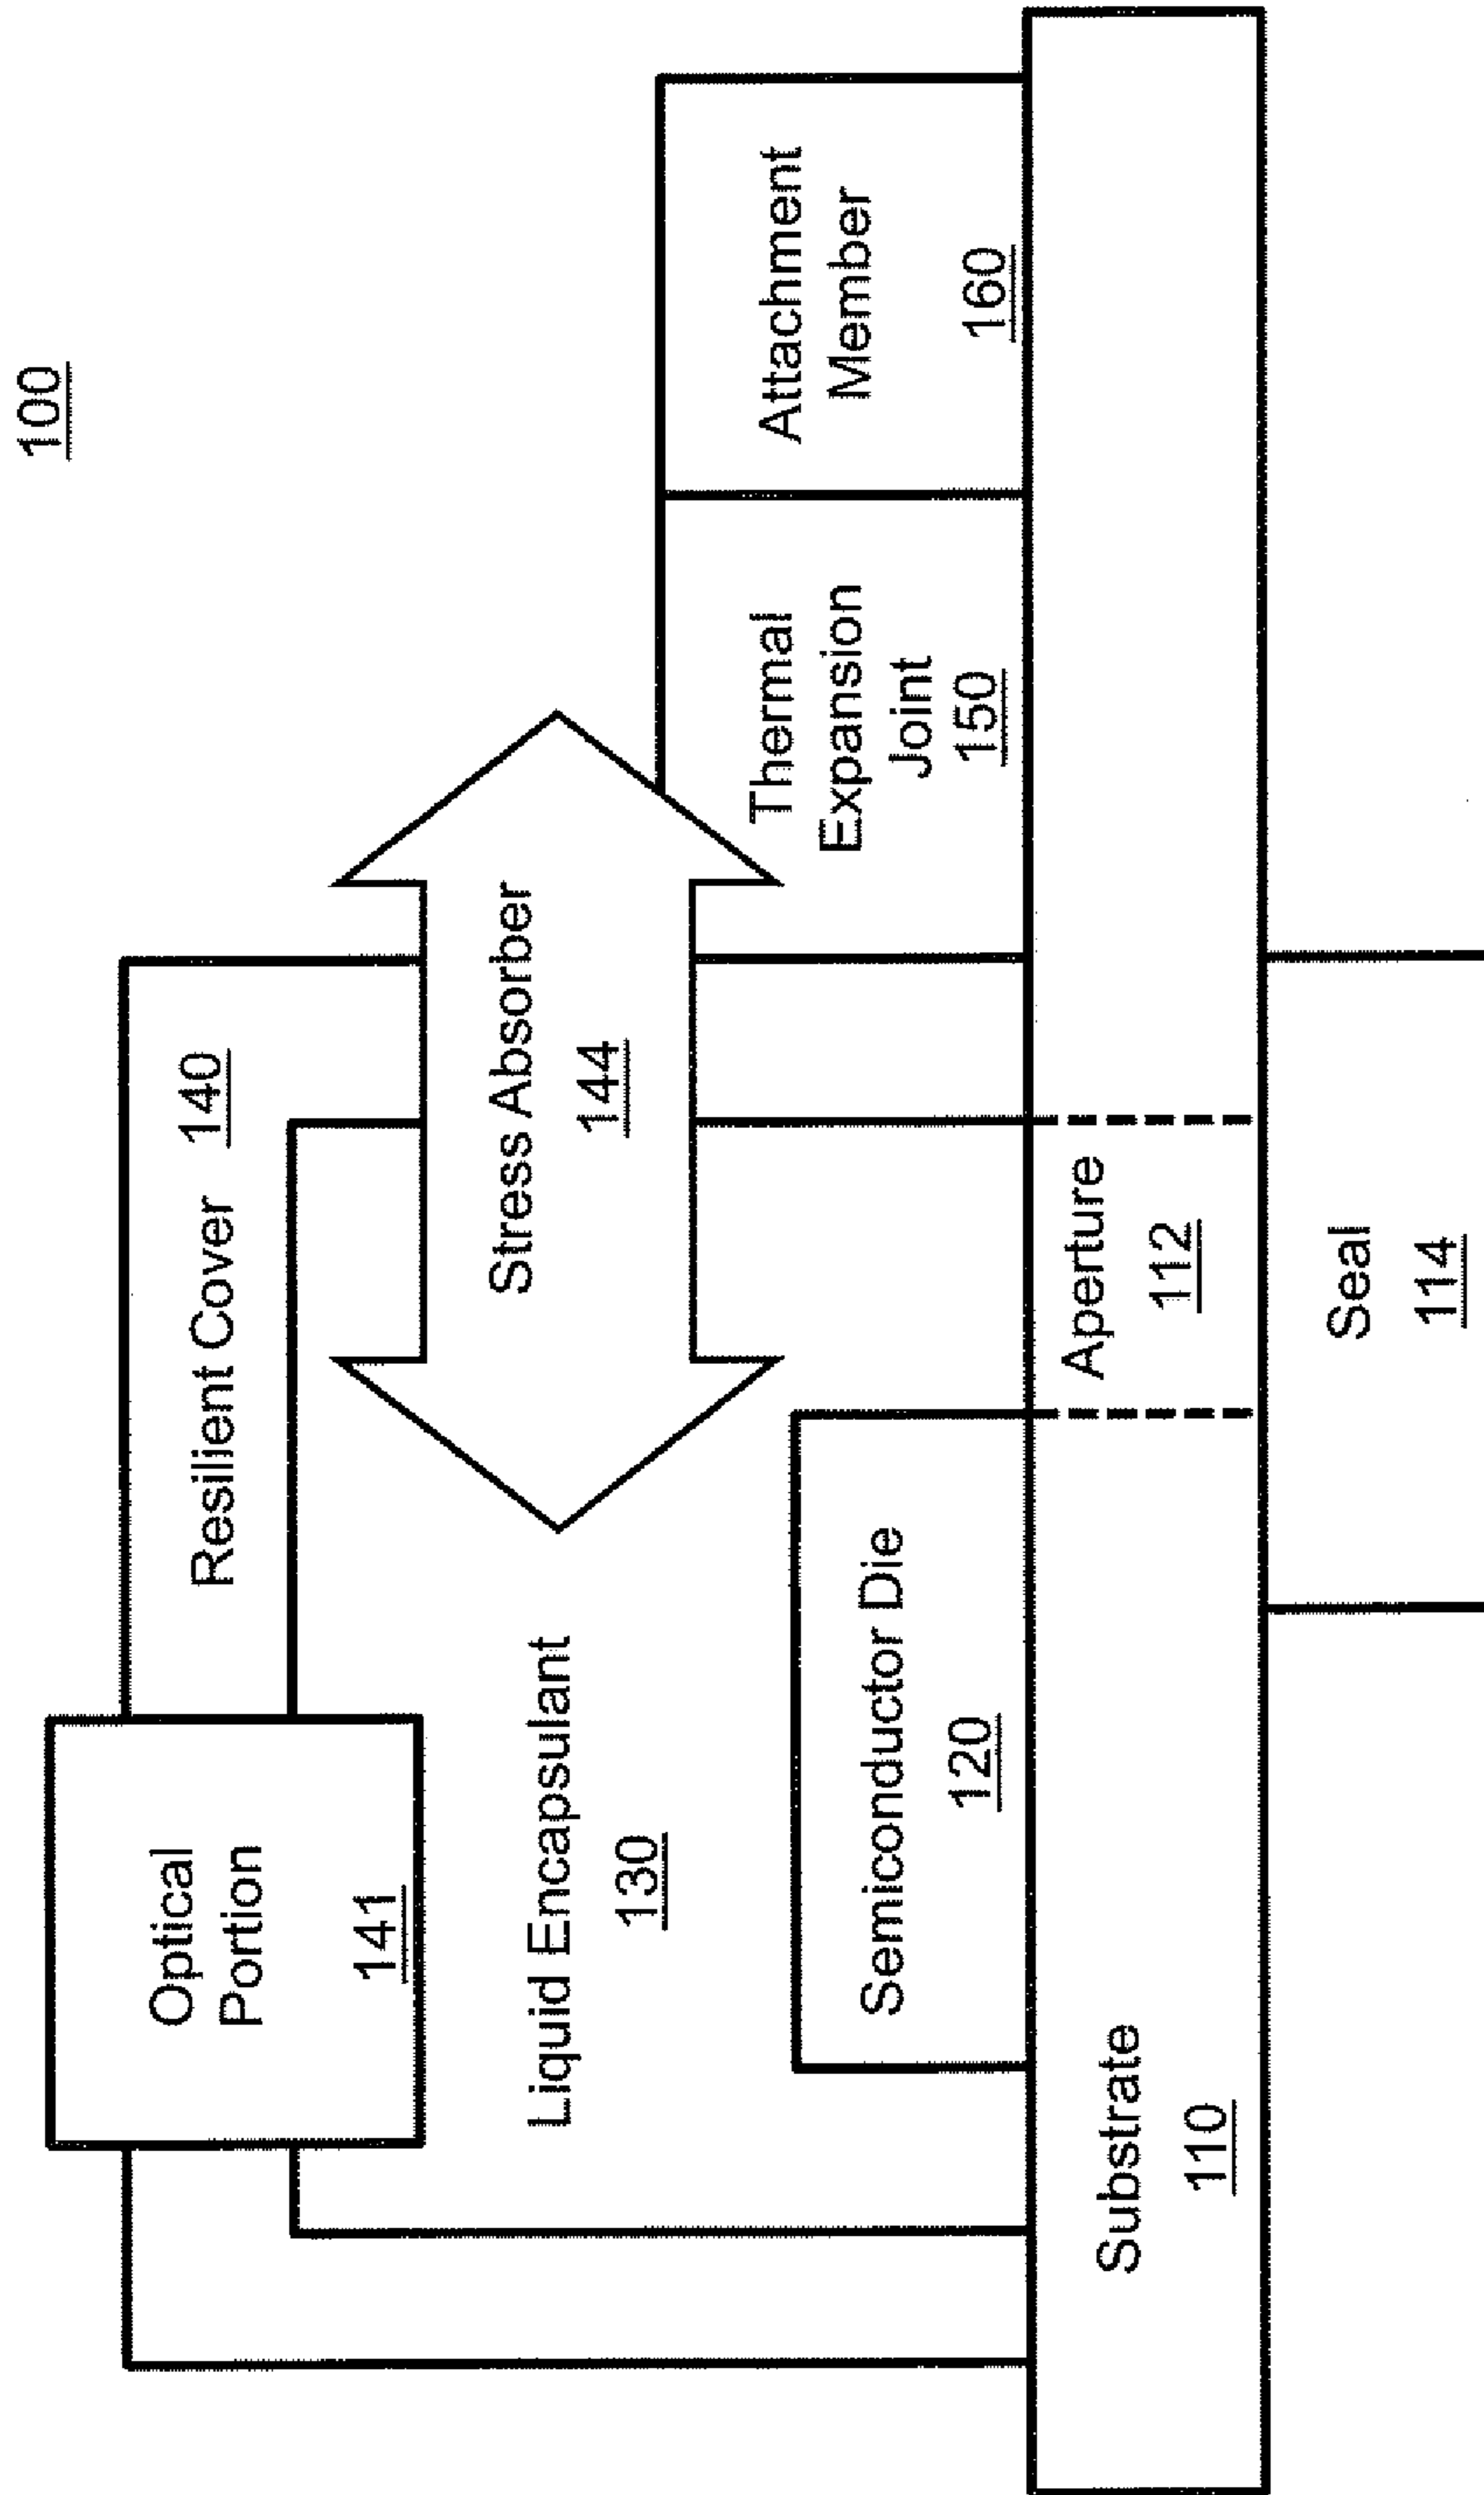 100
Optical
Portion
141
Resilient Cover 140
Liquid Encapsulant
130
Stress Absorber
144
Semiconductor Die
120
Thermal
Expansion
Joint
150
Attachment
Member
160
Substrate
110
Aperture
112
Seal
114